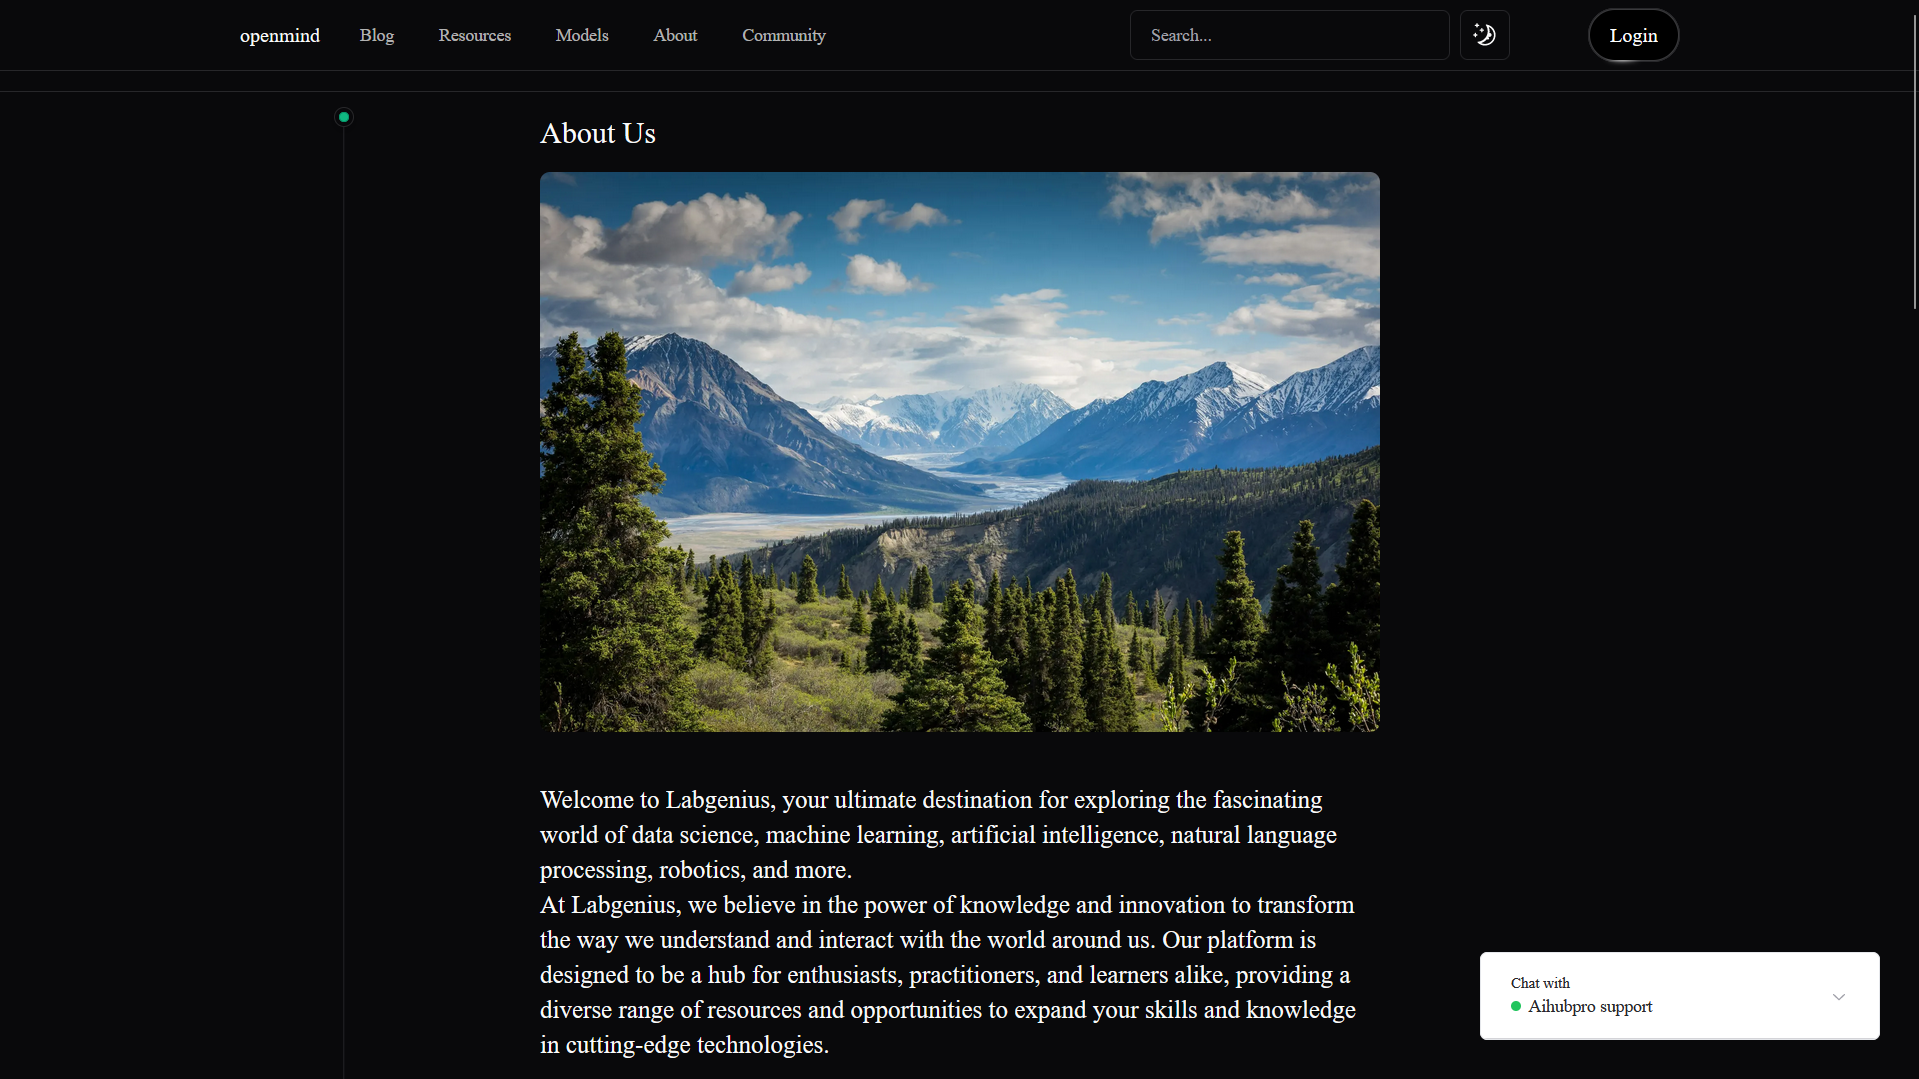 openmind Blog Resources Models About Community Search... Login
About Us
Welcome to Labgenius, your ultimate destination for exploring the fascinating
world of data science, machine learning, artificial intelligence, natural language
processing, robotics, and more.
At Labgenius, we believe in the power of knowledge and innovation to transform
the way we understand and interact with the world around us. Our platform is
designed to be a hub for enthusiasts, practitioners, and learners alike, providing a
diverse range of resources and opportunities to expand your skills and knowledge
in cutting-edge technologies.
Chat with
Aihubpro support